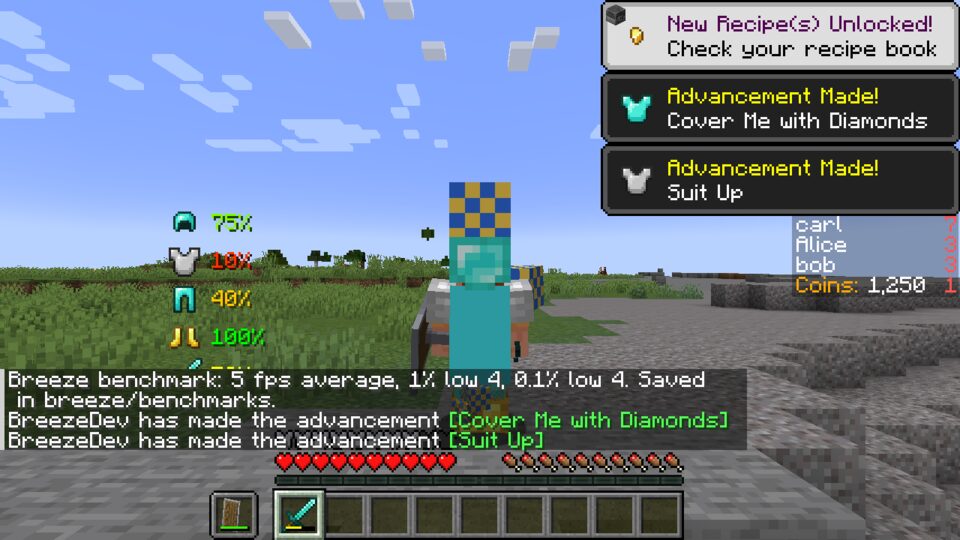 New Recipe(s) Unlocked!
Check your recipe book
Advancement Made!
Cover Me with Diamonds
Advancement Made!
Suit Up
carl 7
Alice 3
bob
Coins: 1,250 1
75%
10%
40%
100%
Breeze benchmark: 5 fps average, 1% low 4, 0.1% low 4. Saved
in breeze/benchmarks.
BreezeDev has made the advancement [Cover Me with Diamonds]
BreezeDev has made the advancement [Suit Up]